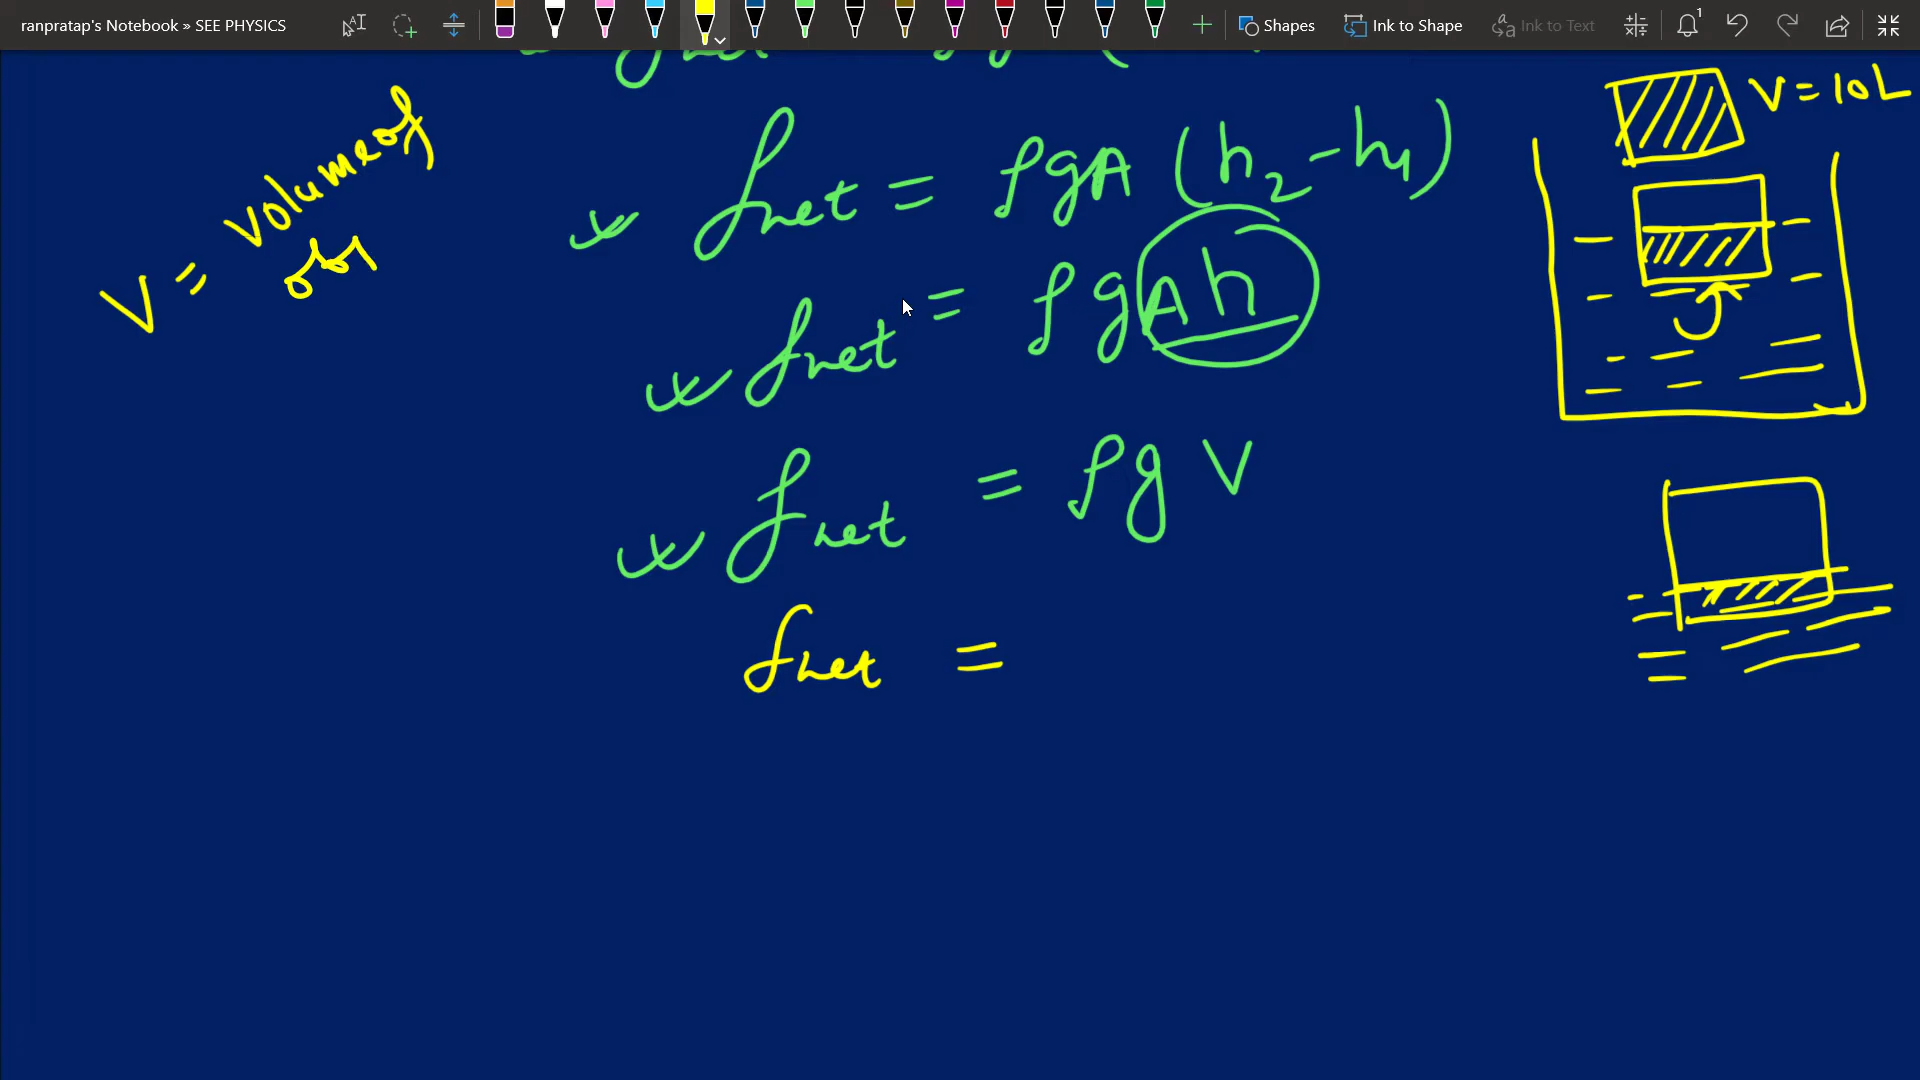 ranpratap's Notebook » SEE PHYSICS
Shapes
Ink to Shape
Ink to Text
1
V = volume of
fnet = ρgA (h2-h1)
fnet = ρgAh
fnet = ρgV
fnet =
V = 10L